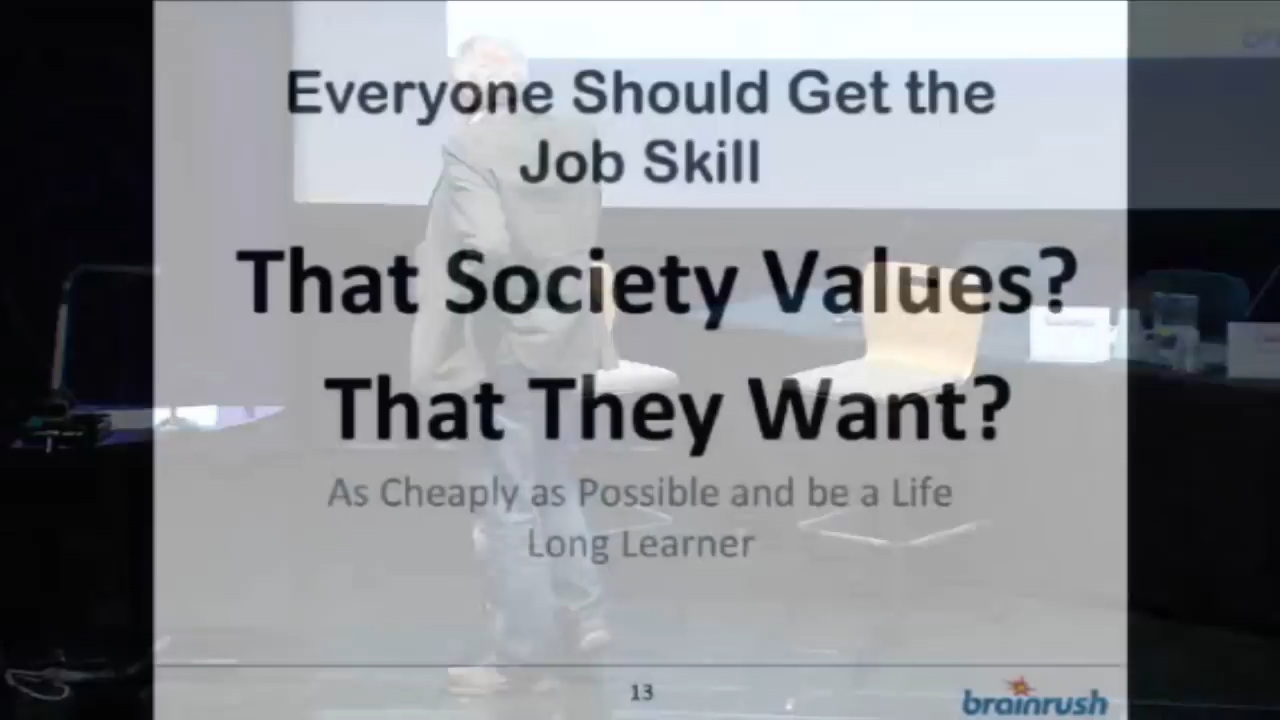 Everyone Should Get the
Job Skill
That Society Values?
That They Want?
As Cheaply as Possible and be a Life
Long Learner
13
brainrush